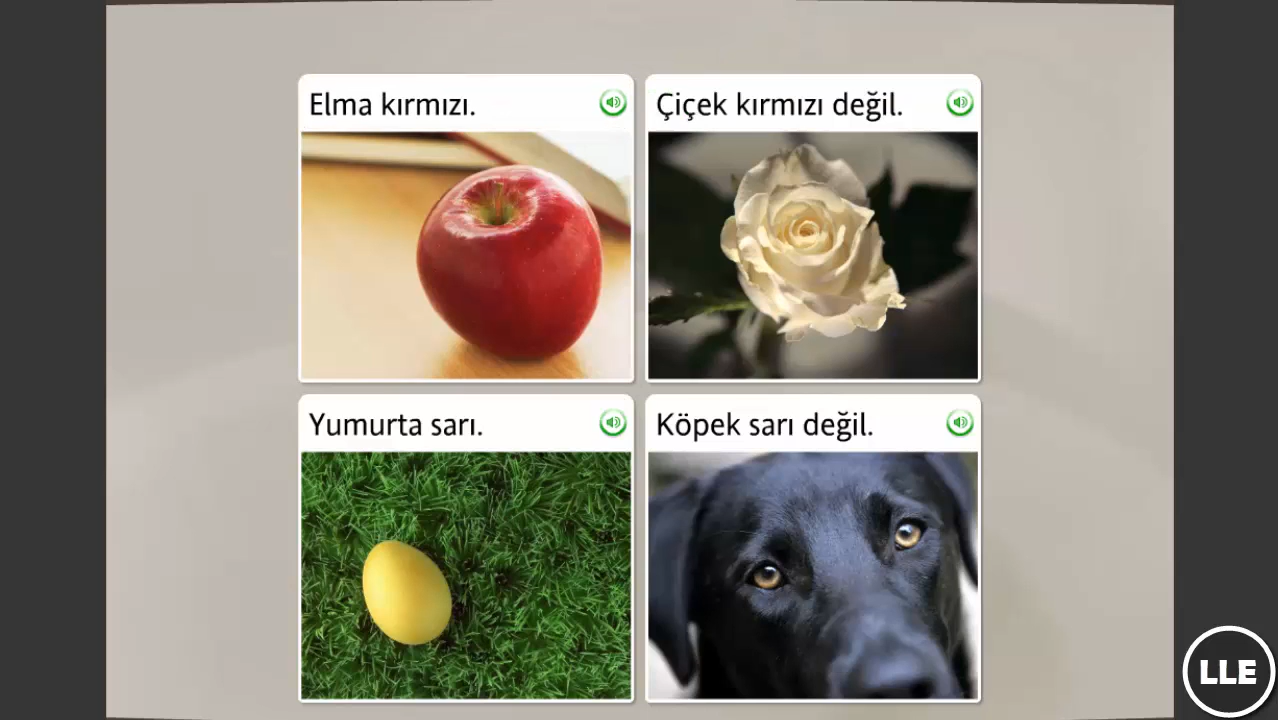 Elma kırmızı.
Çiçek kırmızı değil.
Yumurta sarı.
Köpek sarı değil.
LLE